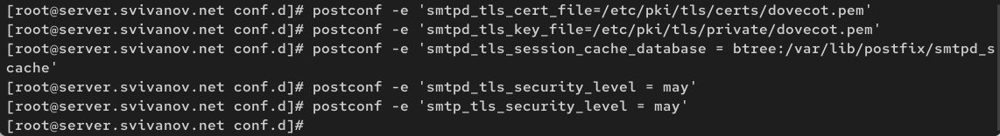 [root@server.svivanov.net conf.d]# postconf -e 'smtpd_tls_cert_file=/etc/pki/tls/certs/dovecot.pem'
[root@server.svivanov.net conf.d]# postconf -e 'smtpd_tls_key_file=/etc/pki/tls/private/dovecot.pem'
[root@server.svivanov.net conf.d]# postconf -e 'smtpd_tls_session_cache_database = btree:/var/lib/postfix/smtpd_s
cache'
[root@server.svivanov.net conf.d]# postconf -e 'smtpd_tls_security_level = may'
[root@server.svivanov.net conf.d]# postconf -e 'smtp_tls_security_level = may'
[root@server.svivanov.net conf.d]#